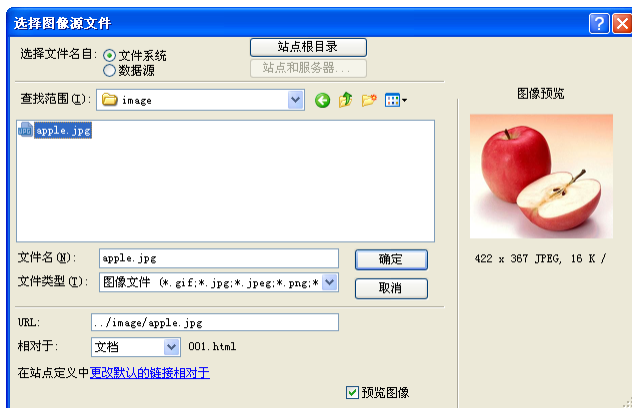 选择图像源文件
选择文件名自: 文件系统 站点根目录
数据源 站点和服务器...
查找范围(I): image
图像预览
apple.jpg
文件名(N): apple.jpg 确定
422 x 367 JPEG, 16 K /
文件类型(T): 图像文件 (*.gif;*.jpg;*.jpeg;*.png;* 取消
URL: ../image/apple.jpg
相对于: 文档 001.html
在站点定义中更改默认的链接相对于
预览图像